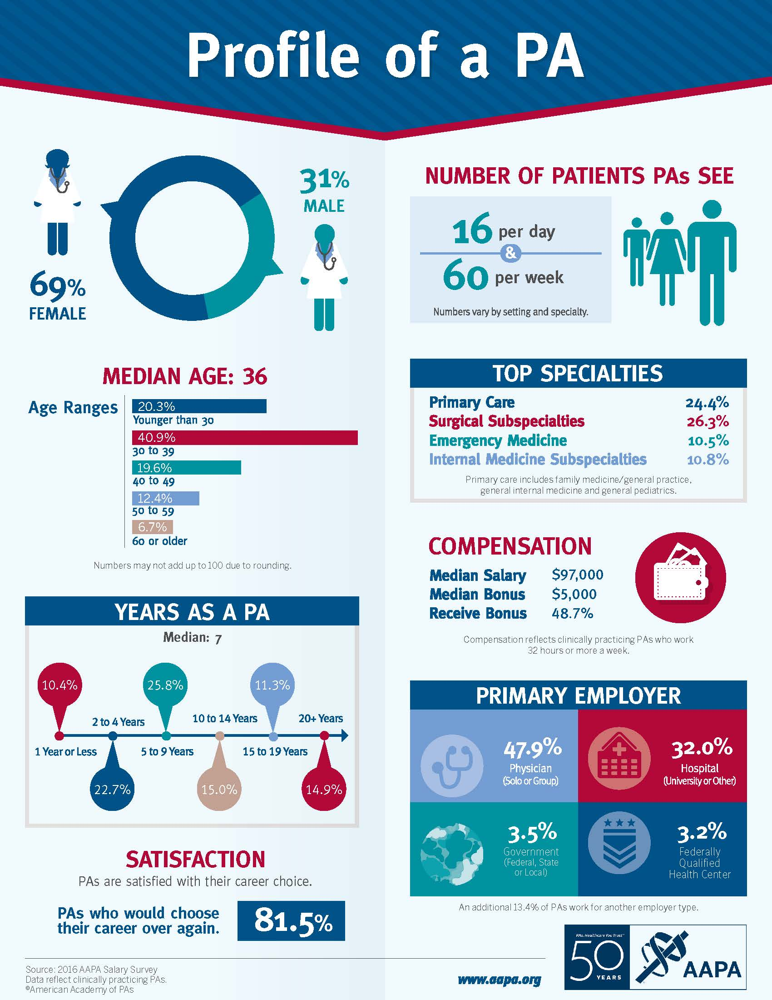 Profile of a PA
69%
FEMALE
31%
MALE
MEDIAN AGE: 36
Age Ranges
20.3%
Younger than 30
40.9%
30 to 39
19.6%
40 to 49
12.4%
50 to 59
6.7%
60 or older
Numbers may not add up to 100 due to rounding.
YEARS AS A PA
Median: 7
10.4%
25.8%
11.3%
2 to 4 Years
10 to 14 Years
20+ Years
1 Year or Less
5 to 9 Years
15 to 19 Years
22.7%
15.0%
14.9%
SATISFACTION
PAs are satisfied with their career choice.
PAs who would choose
their career over again.
81.5%
NUMBER OF PATIENTS PAs SEE
16 per day
&
60 per week
Numbers vary by setting and specialty.
TOP SPECIALTIES
Primary Care 24.4%
Surgical Subspecialties 26.3%
Emergency Medicine 10.5%
Internal Medicine Subspecialties 10.8%
Primary care includes family medicine/general practice,
general internal medicine and general pediatrics.
COMPENSATION
Median Salary $97,000
Median Bonus $5,000
Receive Bonus 48.7%
Compensation reflects clinically practicing PAs who work
32 hours or more a week.
PRIMARY EMPLOYER
47.9%
Physician
(Solo or Group)
32.0%
Hospital
(University or Other)
3.5%
Government
(Federal, State
or Local)
3.2%
Federally
Qualified
Health Center
An additional 13.4% of PAs work for another employer type.
Source: 2016 AAPA Salary Survey
Data reflect clinically practicing PAs.
©American Academy of PAs
www.aapa.org
PAs. Healthcare You Trust™
50
YEARS
AAPA